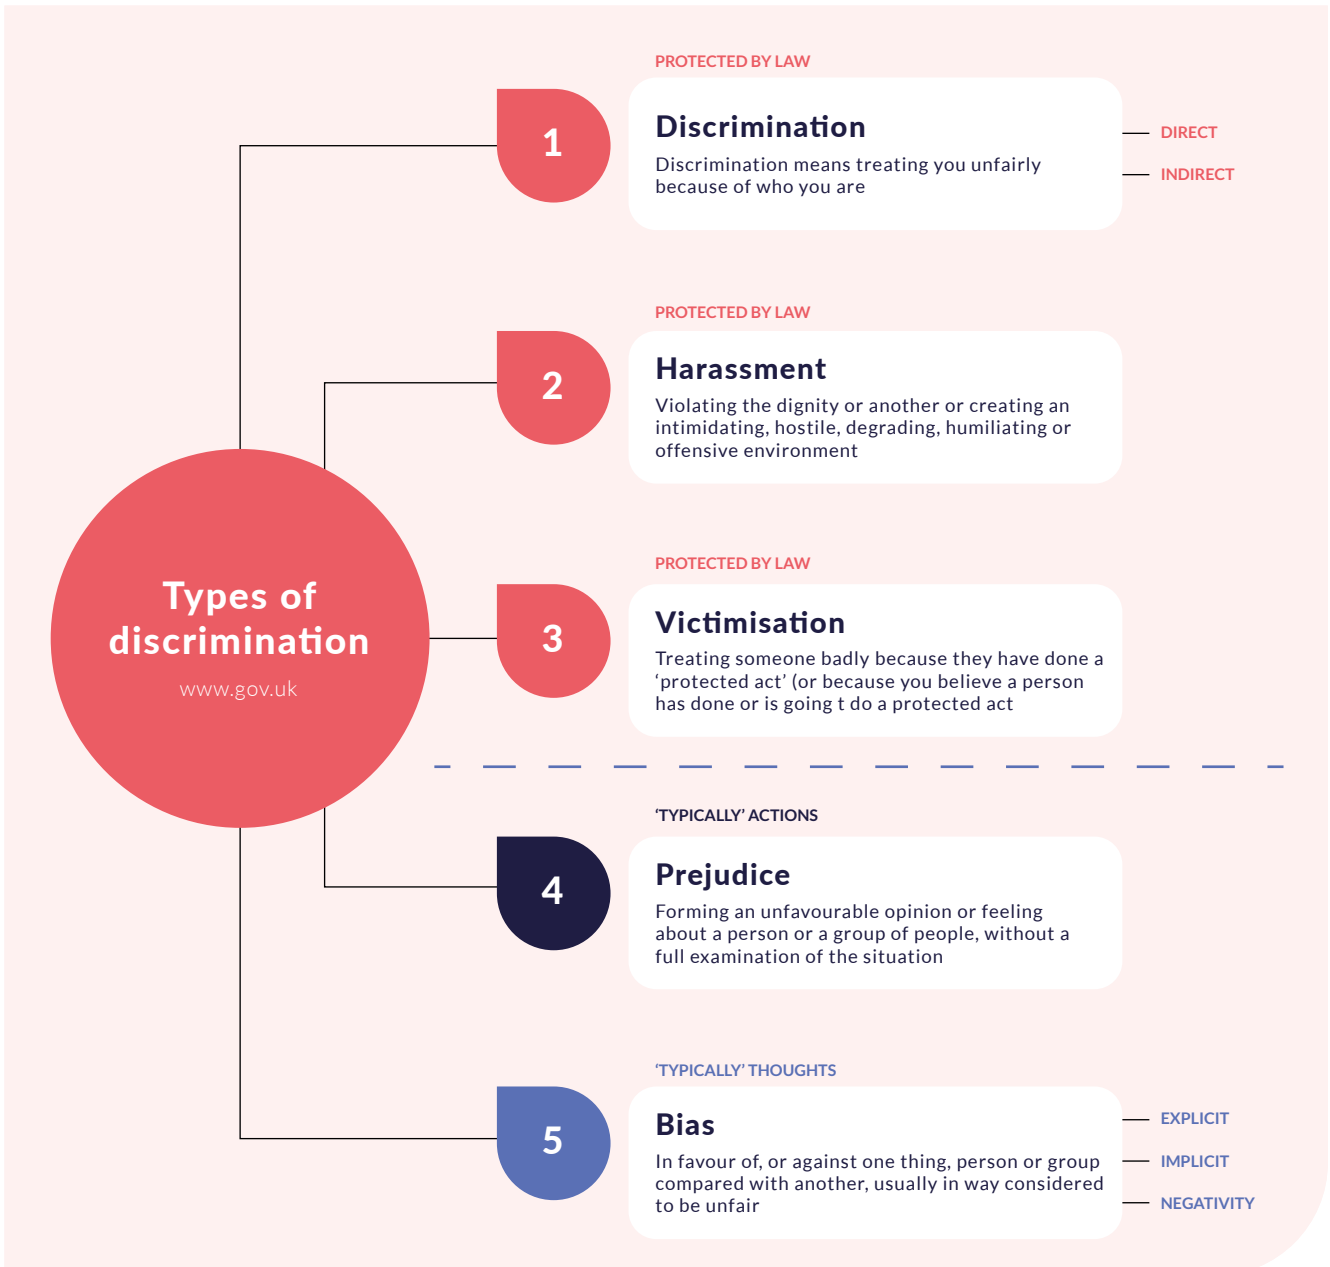 Types of
discrimination
www.gov.uk
PROTECTED BY LAW
1
Discrimination
Discrimination means treating you unfairly
because of who you are
DIRECT
INDIRECT
PROTECTED BY LAW
2
Harassment
Violating the dignity or another or creating an
intimidating, hostile, degrading, humiliating or
offensive environment
PROTECTED BY LAW
3
Victimisation
Treating someone badly because they have done a
‘protected act’ (or because you believe a person
has done or is going t do a protected act
‘TYPICALLY’ ACTIONS
4
Prejudice
Forming an unfavourable opinion or feeling
about a person or a group of people, without a
full examination of the situation
‘TYPICALLY’ THOUGHTS
5
Bias
In favour of, or against one thing, person or group
compared with another, usually in way considered
to be unfair
EXPLICIT
IMPLICIT
NEGATIVITY